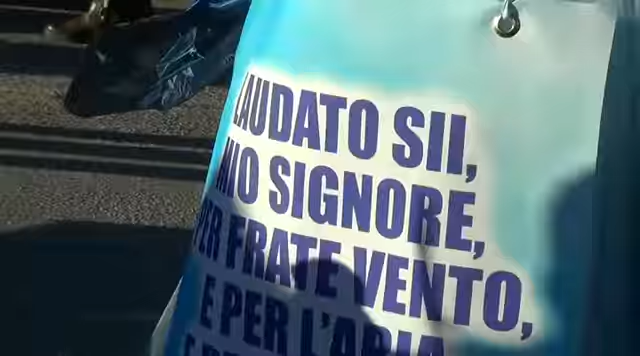 LAUDATO SII,
MIO SIGNORE,
PER FRATE VENTO,
E PER L'ARIA